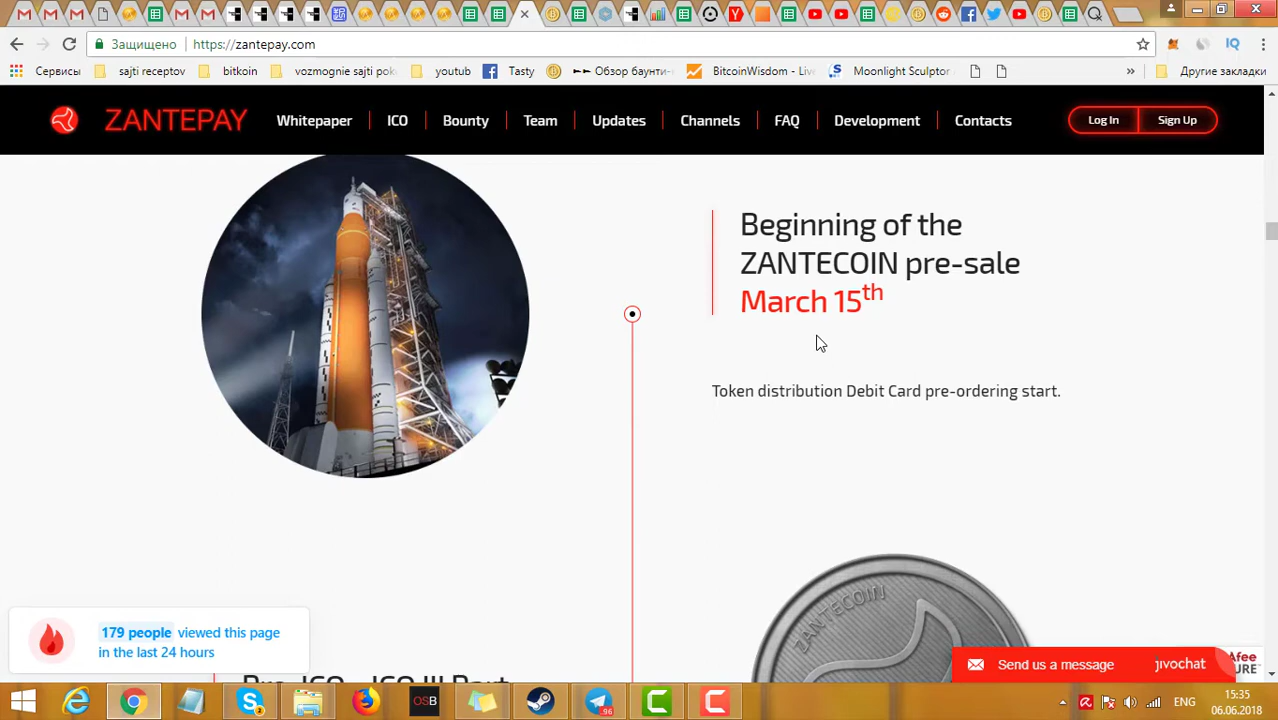 Защищено
https://zantepay.com
Сервисы
sajti receptov
bitkoin
vozmognie sajti pok
youtub
Tasty
Обзор баунти-
BitcoinWisdom - Liv
Moonlight Sculptor
»
Другие закладки
ZANTEPAY
Whitepaper
ICO
Bounty
Team
Updates
Channels
FAQ
Development
Contacts
Log In
Sign Up
Beginning of the
ZANTECOIN pre-sale
March 15th
Token distribution Debit Card pre-ordering start.
ZANTECOIN
179 people viewed this page
in the last 24 hours
Send us a message
jivochat
OSB
96
ENG
15:35
06.06.2018